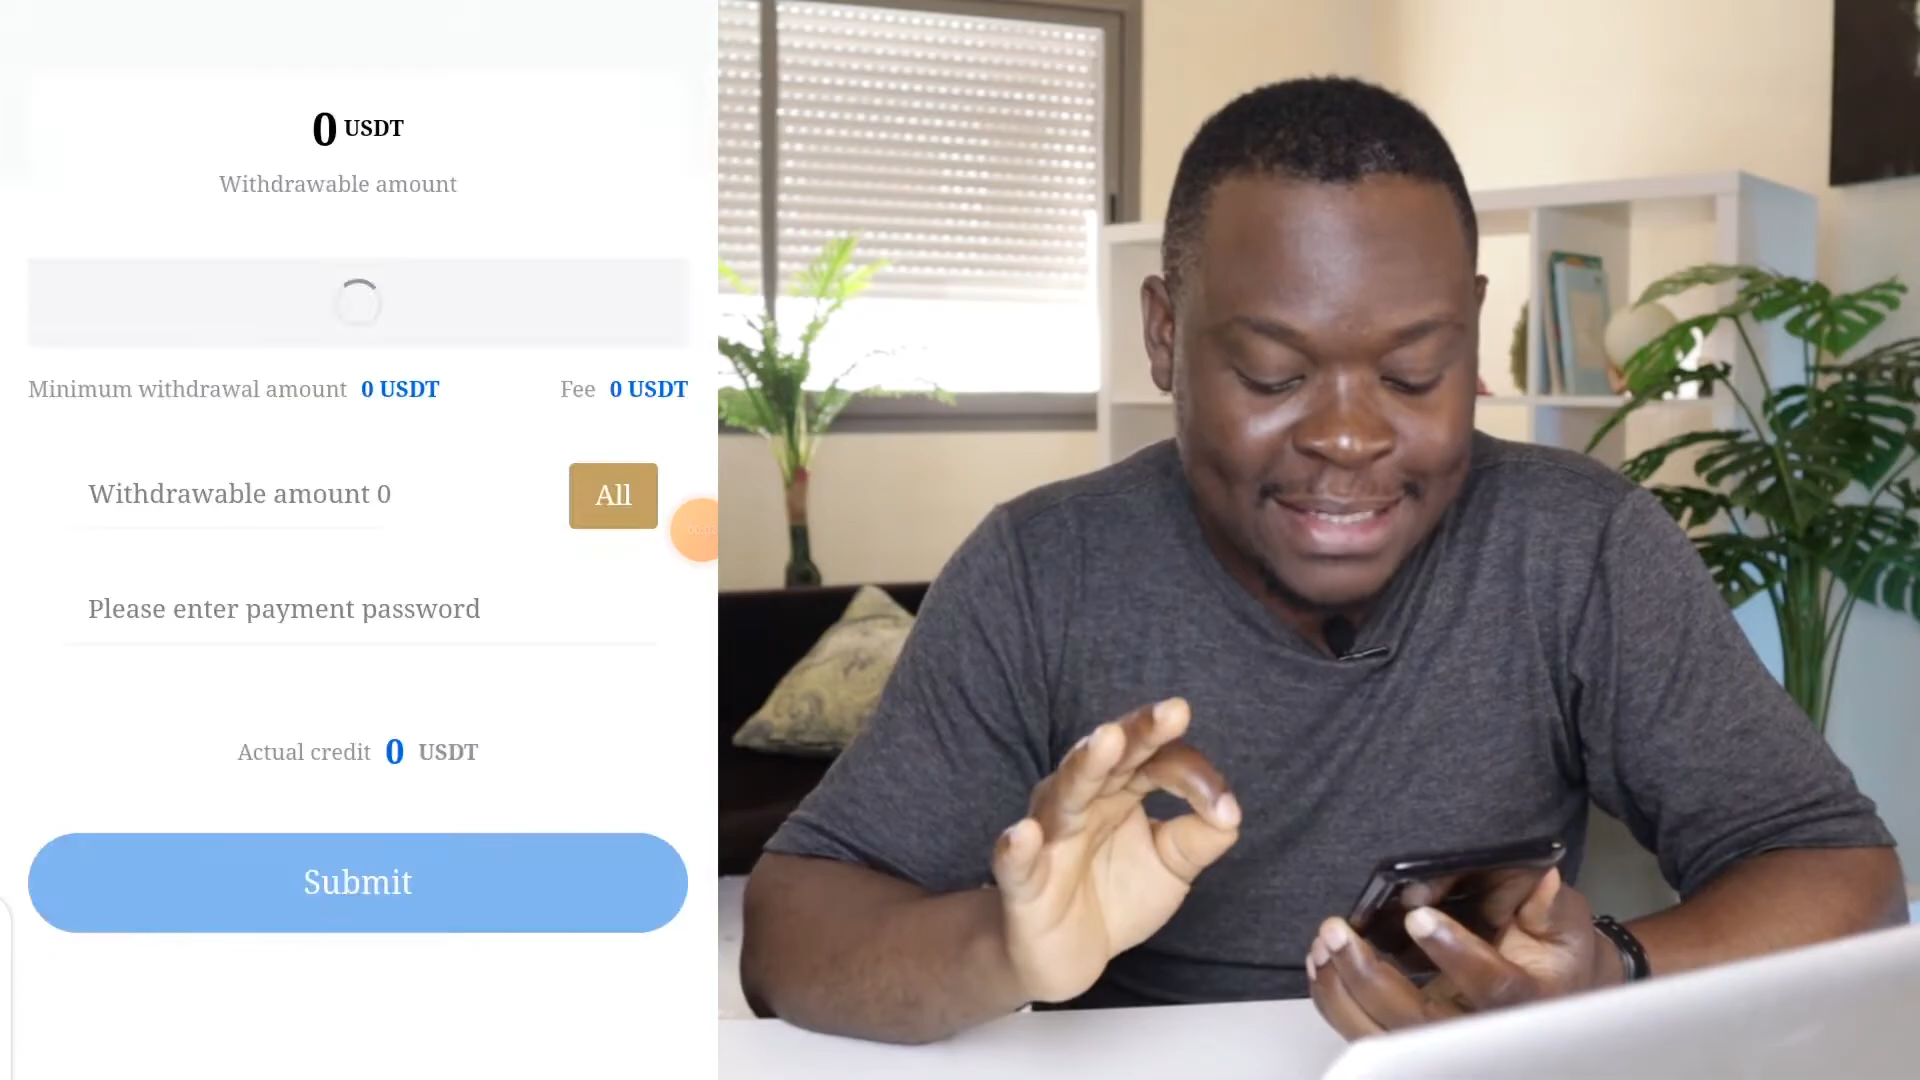 0 USDT
Withdrawable amount
Minimum withdrawal amount 0 USDT Fee 0 USDT
Withdrawable amount 0 All
Please enter payment password
Actual credit 0 USDT
Submit